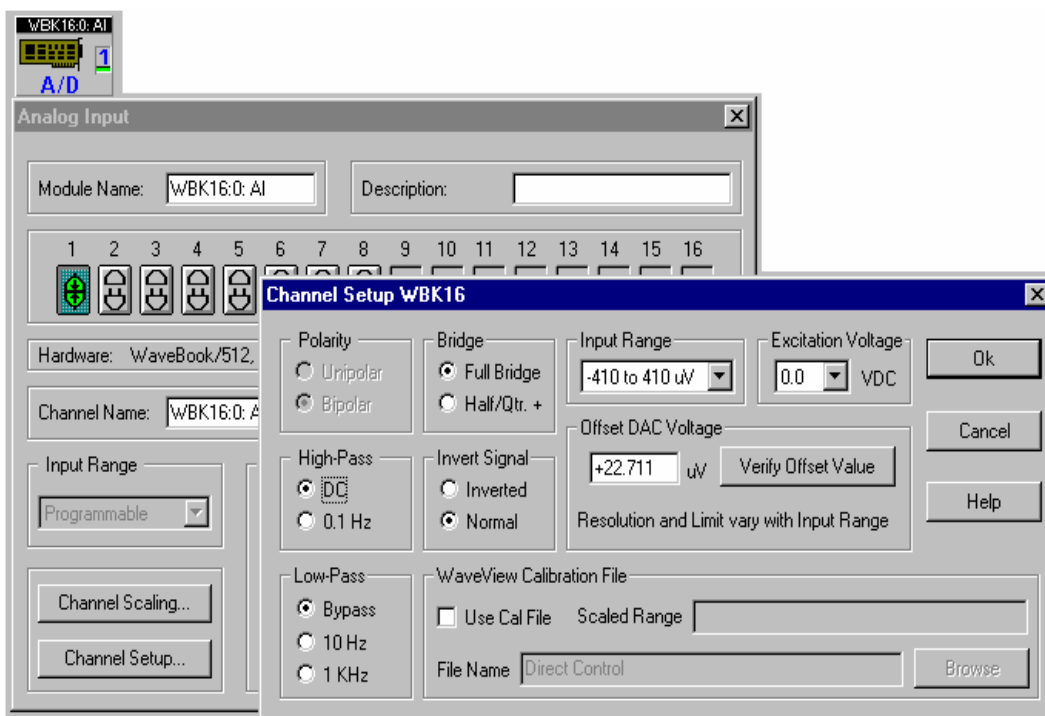 WBK16:0: AI
1
A/D
Analog Input
Module Name: WBK16:0: AI Description:
1 2 3 4 5 6 7 8 9 10 11 12 13 14 15 16
Hardware: WaveBook/512,
Channel Name: WBK16:0: A
Input Range
Programmable
Channel Scaling...
Channel Setup...
Channel Setup WBK16
Polarity
Unipolar
Bipolar
Bridge
Full Bridge
Half/Qtr. +
Input Range
-410 to 410 uV
Excitation Voltage
0.0 VDC
Ok
Cancel
Help
High-Pass
DC
0.1 Hz
Invert Signal
Inverted
Normal
Offset DAC Voltage
+22.711 uV Verify Offset Value
Resolution and Limit vary with Input Range
Low-Pass
Bypass
10 Hz
1 KHz
WaveView Calibration File
Use Cal File Scaled Range
File Name Direct Control Browse